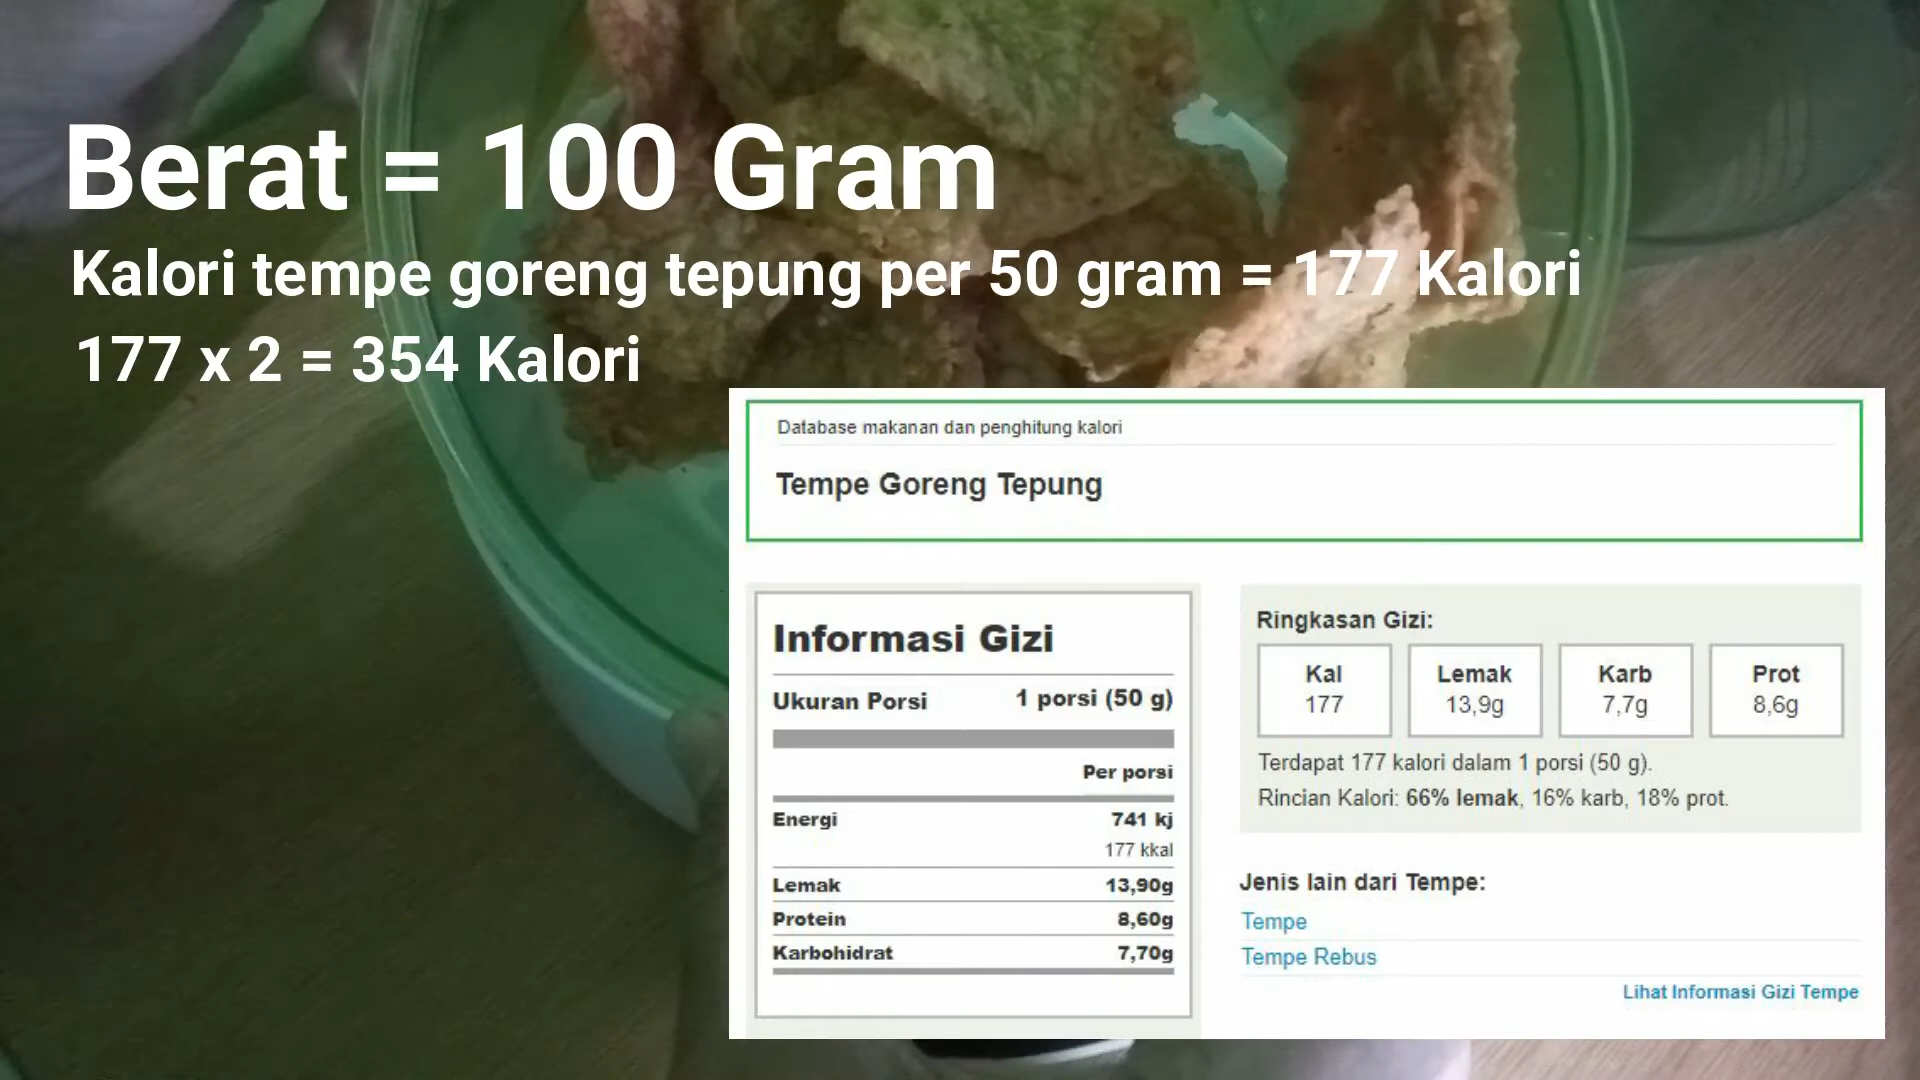 Berat = 100 Gram
Kalori tempe goreng tepung per 50 gram = 177 Kalori
177 x 2 = 354 Kalori
Database makanan dan penghitung kalori
Tempe Goreng Tepung
Informasi Gizi
Ukuran Porsi 1 porsi (50 g)
Per porsi
Energi 741 kj
177 kkal
Lemak 13,90g
Protein 8,60g
Karbohidrat 7,70g
Ringkasan Gizi:
Kal Lemak Karb Prot
177 13,9g 7,7g 8,6g
Terdapat 177 kalori dalam 1 porsi (50 g).
Rincian Kalori: 66% lemak, 16% karb, 18% prot.
Jenis lain dari Tempe:
Tempe
Tempe Rebus
Lihat Informasi Gizi Tempe